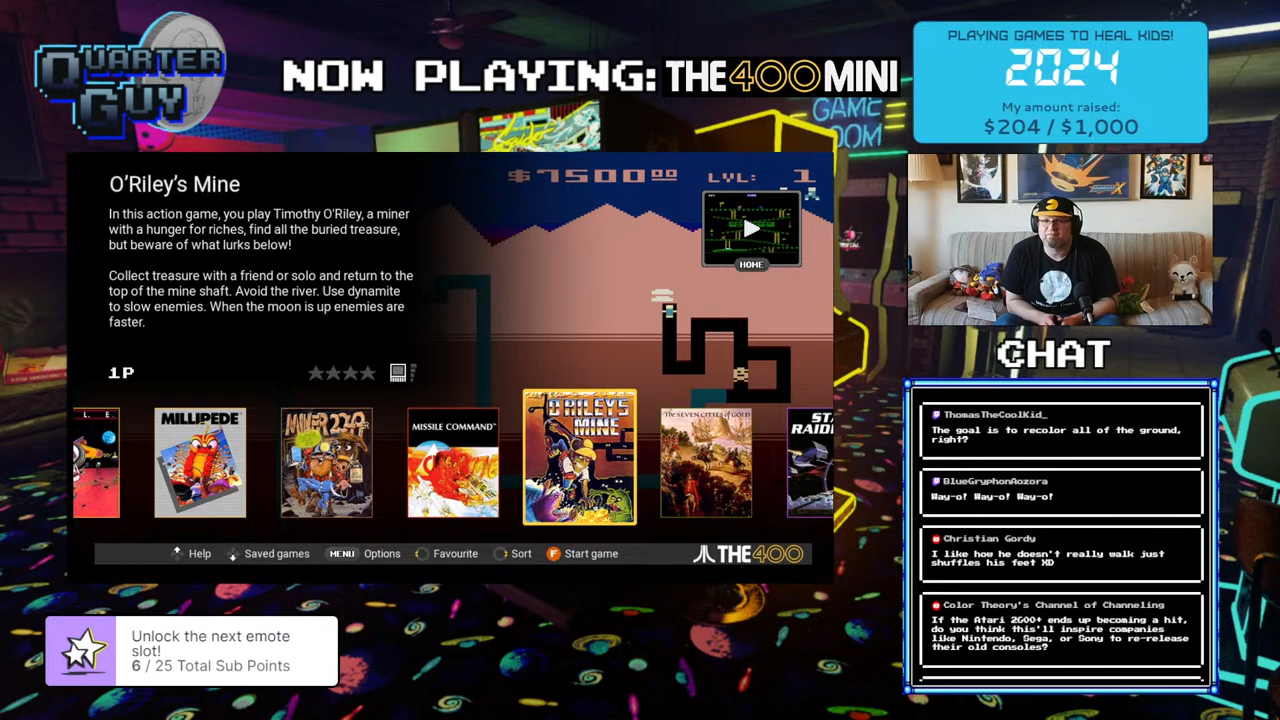 QUARTER
GUY
NOW PLAYING: THE400MINI
PLAYING GAMES TO HEAL KIDS!
2024
My amount raised:
$204 / $1,000
GAME
ROOM
O'Riley's Mine
In this action game, you play Timothy O'Riley, a miner
with a hunger for riches, find all the buried treasure,
but beware of what lurks below!
Collect treasure with a friend or solo and return to the
top of the mine shaft. Avoid the river. Use dynamite
to slow enemies. When the moon is up enemies are
faster.
$750000 LVL: 1
HOME
1P
MILLIPEDE
MINER 2049er
MISSILE COMMAND
O'RILEY'S
MINE
THE SEVEN CITIES OF GOLD
Help
Saved games
MENU Options
Favourite
Sort
F Start game
THE400
CHAT
ThomasTheCoolKid_
The goal is to recolor all of the ground,
right?
BlueGryphonAozora
Way-o! Way-o! Way-o!
Christian Gordy
I like how he doesn't really walk just
shuffles his feet XD
Color Theory's Channel of Channeling
If the Atari 2600+ ends up becoming a hit,
do you think this'll inspire companies
like Nintendo, Sega, or Sony to re-release
their old consoles?
Unlock the next emote
slot!
6 / 25 Total Sub Points